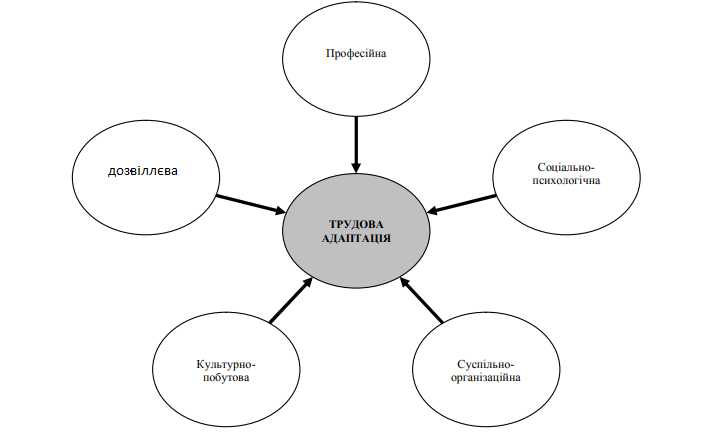 Професійна
дозвіллєва
Соціально-
психологічна
ТРУДОВА
АДАПТАЦІЯ
Культурно-
побутова
Суспільно-
організаційна